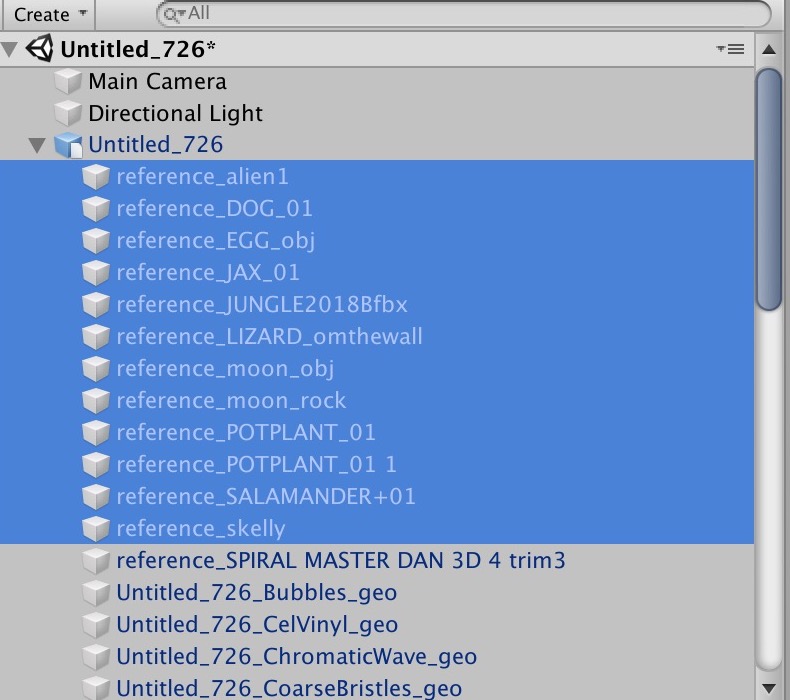 Create
All
Untitled_726*
Main Camera
Directional Light
Untitled_726
reference_alien1
reference_DOG_01
reference_EGG_obj
reference_JAX_01
reference_JUNGLE2018Bfbx
reference_LIZARD_omthewall
reference_moon_obj
reference_moon_rock
reference_POTPLANT_01
reference_POTPLANT_01 1
reference_SALAMANDER+01
reference_skelly
reference_SPIRAL MASTER DAN 3D 4 trim3
Untitled_726_Bubbles_geo
Untitled_726_CelVinyl_geo
Untitled_726_ChromaticWave_geo
Untitled_726_CoarseBristles_geo